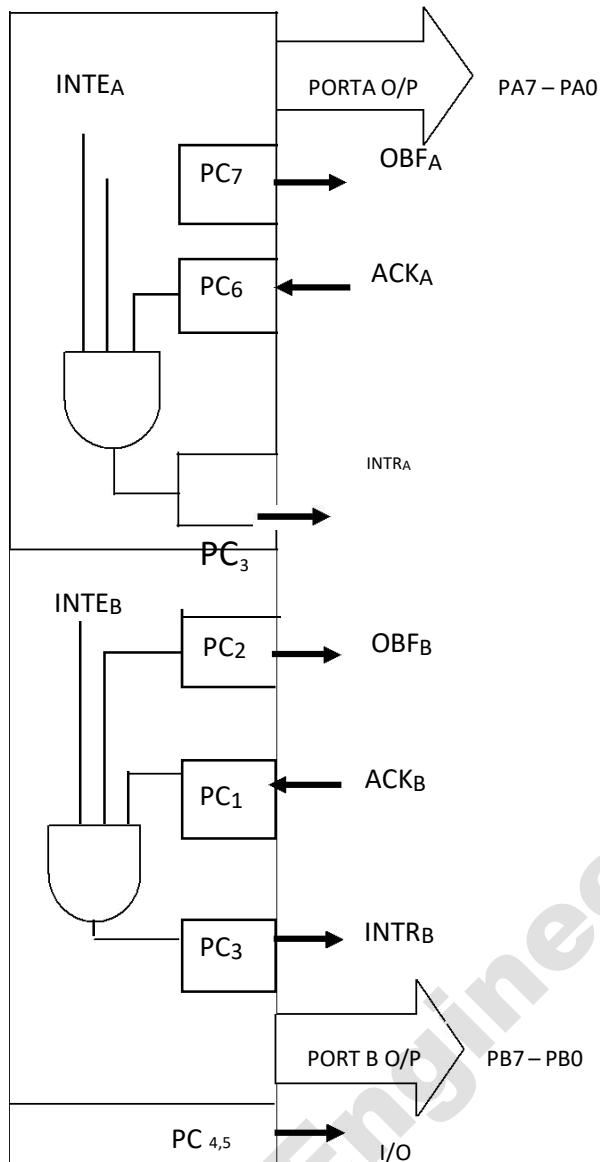 INTEA
PORTA O/P PA7 – PA0
PC7 OBFA
PC6 ACKA
INTRA
PC3
INTEB
PC2 OBFB
PC1 ACKB
PC3 INTRB
PORT B O/P PB7 – PB0
PC 4,5 I/O
Enginee